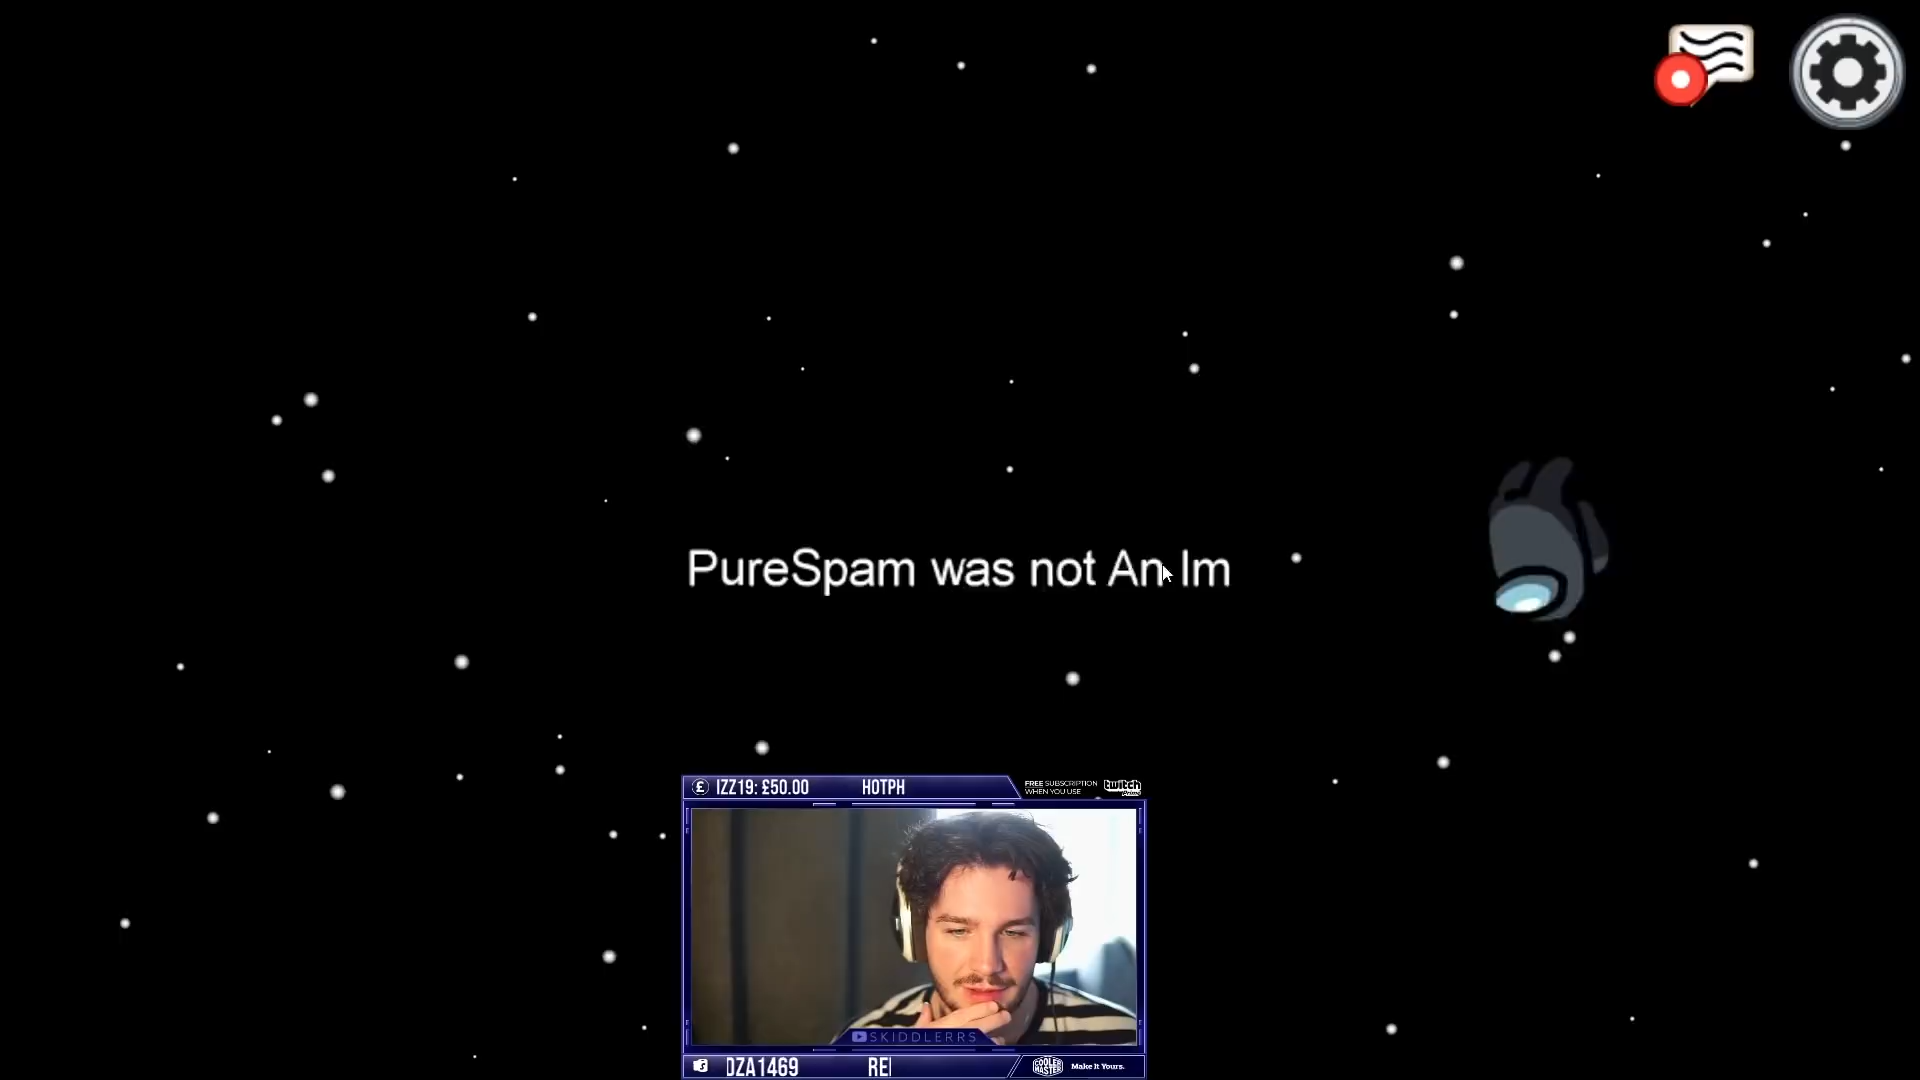 PureSpam was not An Im
IZZ19: £50.00 HOTPH
FREE SUBSCRIPTION
WHEN YOU USE
twitch
SKIDDLERRS
DZA1469 RE
COOLER
MASTER
Make It Yours.